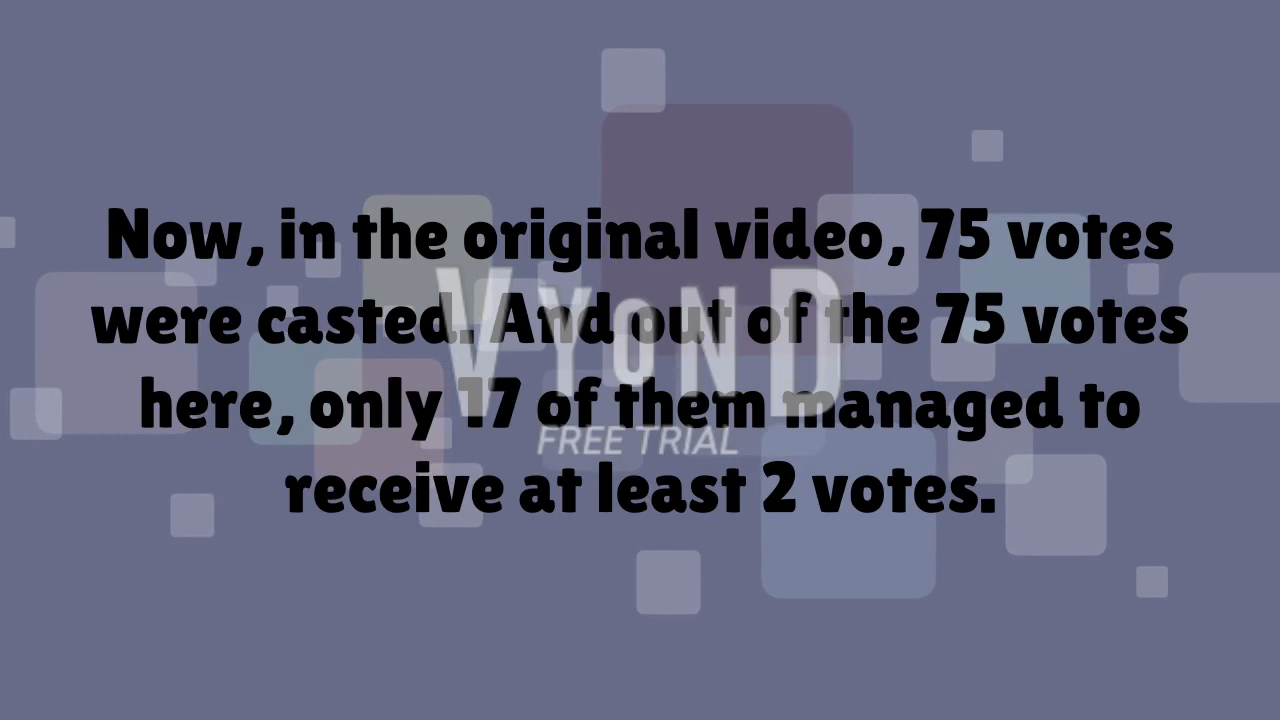 Now, in the original video, 75 votes
were casted. And out of the 75 votes
here, only 17 of them managed to
receive at least 2 votes.
VYOND
FREE TRIAL